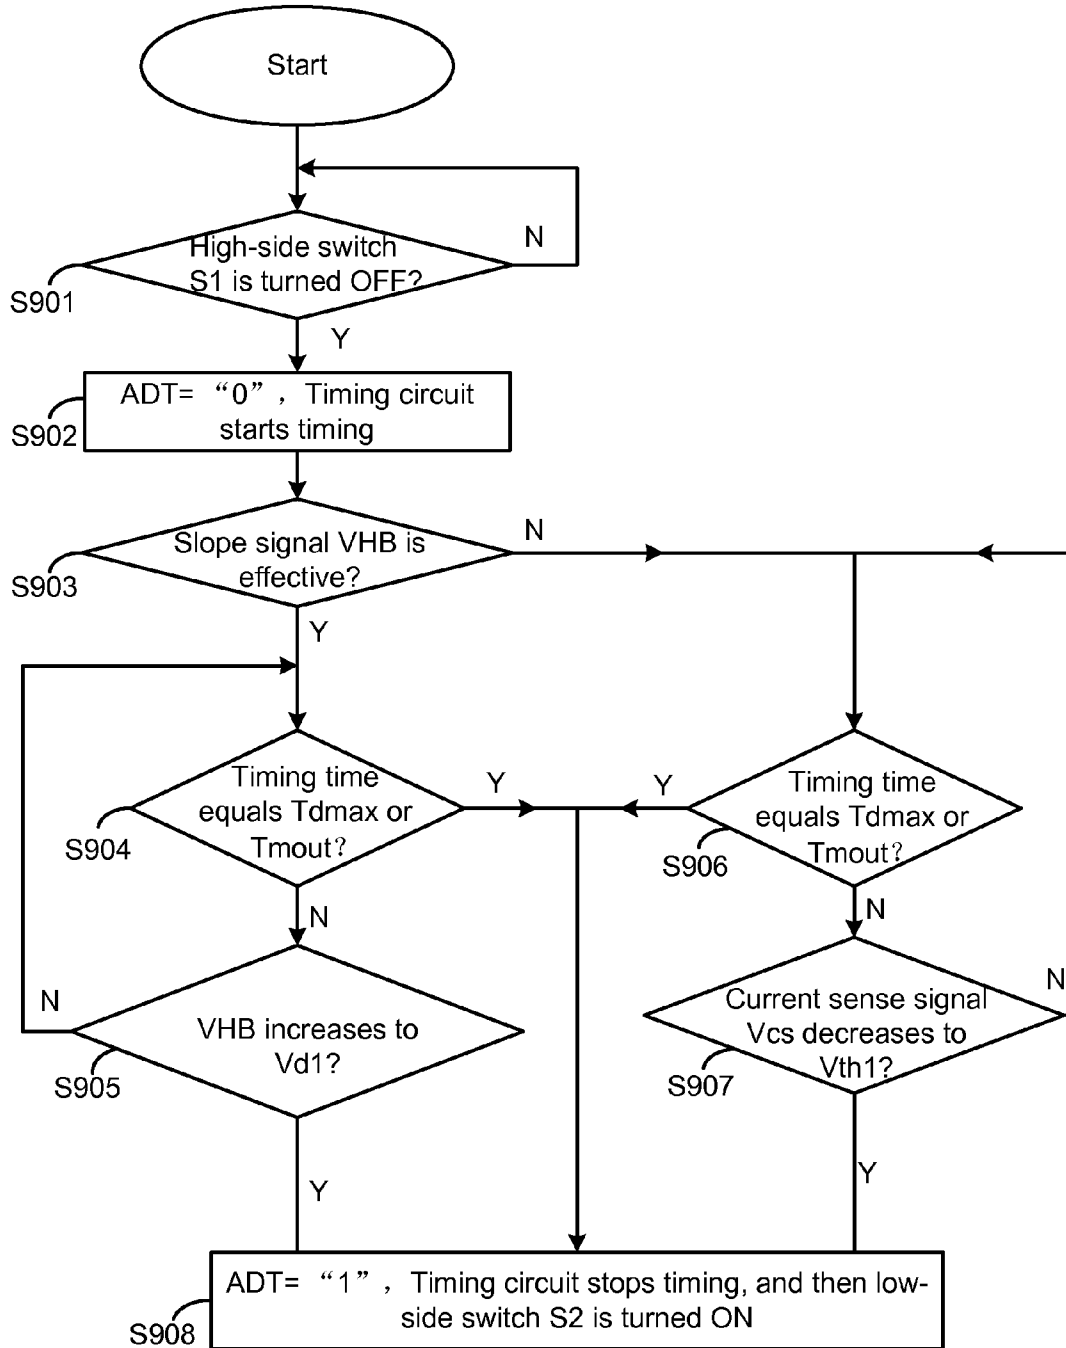 Start
High-side switch
S1 is turned OFF?
N
S901
Y
ADT= “0”, Timing circuit
starts timing
S902
Slope signal VHB is
effective?
N
S903
Y
Timing time
equals Tdmax or
Tmout?
Y
S904
N
Y
Timing time
equals Tdmax or
Tmout?
S906
N
VHB increases to
Vd1?
N
S905
Y
Current sense signal
Vcs decreases to
Vth1?
N
S907
Y
ADT= “1”, Timing circuit stops timing, and then low-
side switch S2 is turned ON
S908